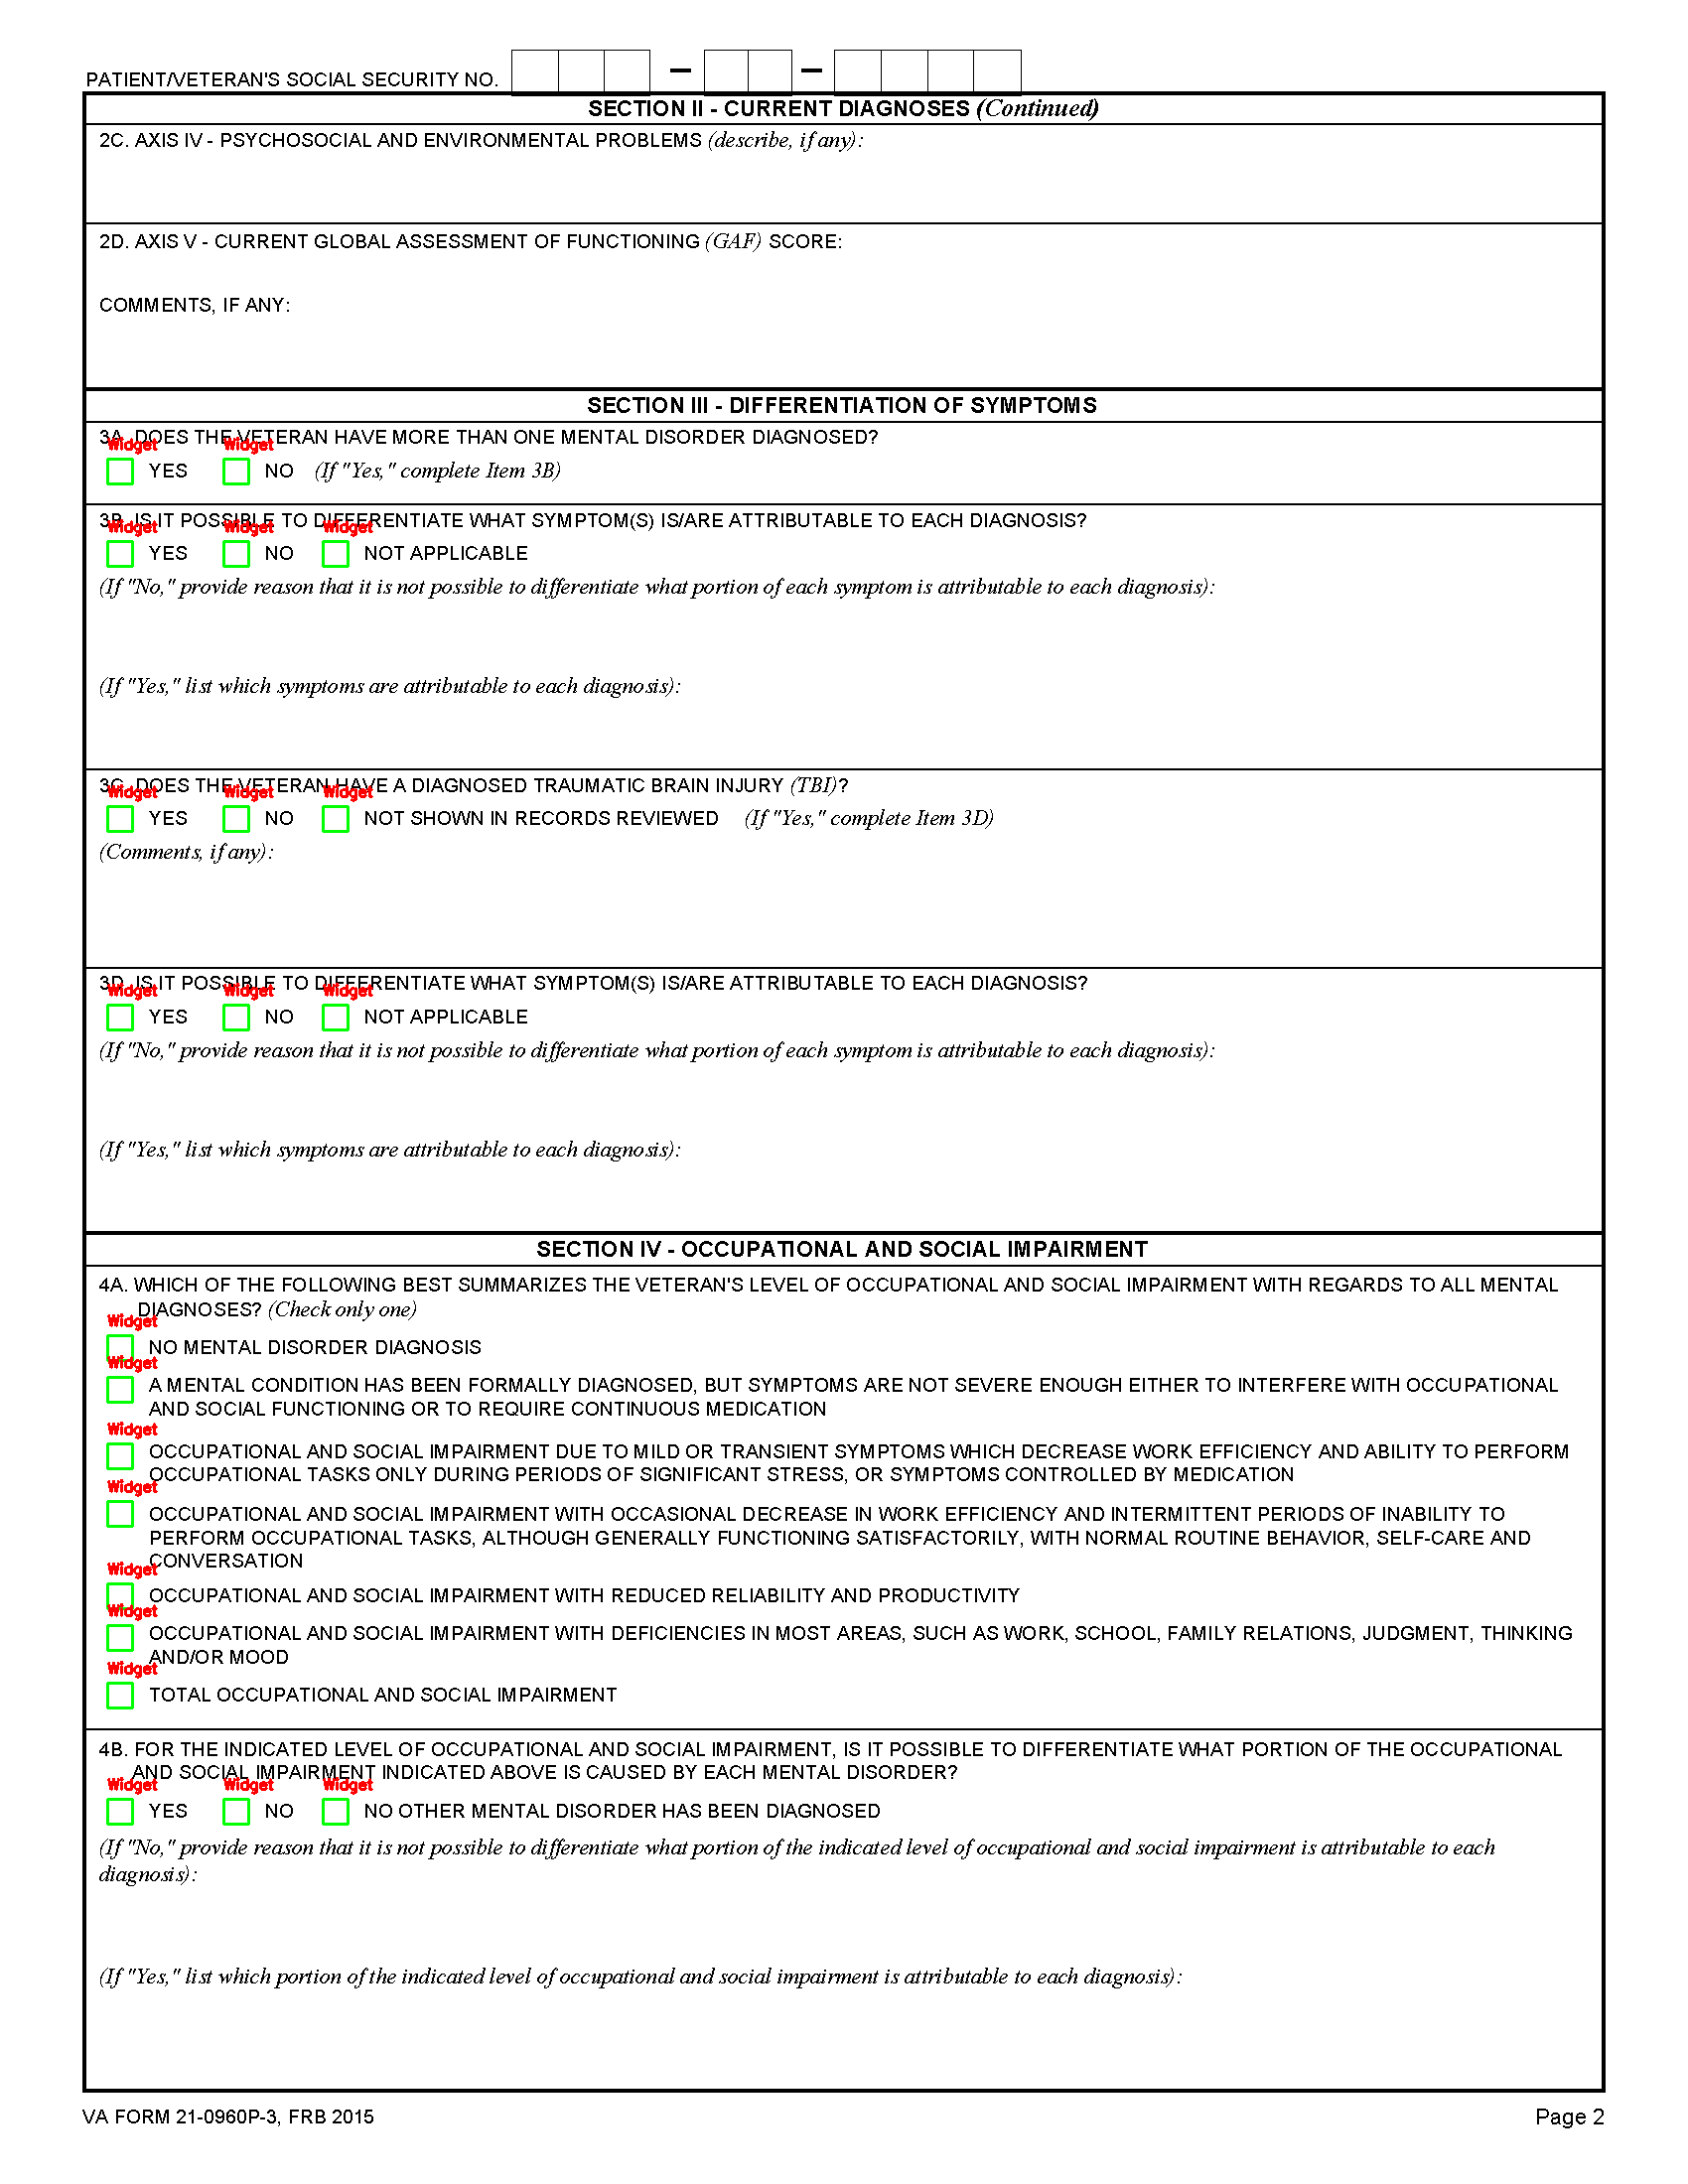 PATIENT/VETERAN'S SOCIAL SECURITY NO.
SECTION II - CURRENT DIAGNOSES (Continued)
2C. AXIS IV - PSYCHOSOCIAL AND ENVIRONMENTAL PROBLEMS (describe, if any):
2D. AXIS V - CURRENT GLOBAL ASSESSMENT OF FUNCTIONING (GAF) SCORE:
COMMENTS, IF ANY:
SECTION III - DIFFERENTIATION OF SYMPTOMS
3A. DOES THE VETERAN HAVE MORE THAN ONE MENTAL DISORDER DIAGNOSED?
Widget Widget
YES NO (If "Yes," complete Item 3B)
3B. IS IT POSSIBLE TO DIFFERENTIATE WHAT SYMPTOM(S) IS/ARE ATTRIBUTABLE TO EACH DIAGNOSIS?
Widget Widget Widget
YES NO NOT APPLICABLE
(If "No," provide reason that it is not possible to differentiate what portion of each symptom is attributable to each diagnosis):
(If "Yes," list which symptoms are attributable to each diagnosis):
3C. DOES THE VETERAN HAVE A DIAGNOSED TRAUMATIC BRAIN INJURY (TBI)?
Widget Widget Widget
YES NO NOT SHOWN IN RECORDS REVIEWED (If "Yes," complete Item 3D)
(Comments, if any):
3D. IS IT POSSIBLE TO DIFFERENTIATE WHAT SYMPTOM(S) IS/ARE ATTRIBUTABLE TO EACH DIAGNOSIS?
Widget Widget Widget
YES NO NOT APPLICABLE
(If "No," provide reason that it is not possible to differentiate what portion of each symptom is attributable to each diagnosis):
(If "Yes," list which symptoms are attributable to each diagnosis):
SECTION IV - OCCUPATIONAL AND SOCIAL IMPAIRMENT
4A. WHICH OF THE FOLLOWING BEST SUMMARIZES THE VETERAN'S LEVEL OF OCCUPATIONAL AND SOCIAL IMPAIRMENT WITH REGARDS TO ALL MENTAL
DIAGNOSES? (Check only one)
Widget
NO MENTAL DISORDER DIAGNOSIS
Widget
A MENTAL CONDITION HAS BEEN FORMALLY DIAGNOSED, BUT SYMPTOMS ARE NOT SEVERE ENOUGH EITHER TO INTERFERE WITH OCCUPATIONAL
AND SOCIAL FUNCTIONING OR TO REQUIRE CONTINUOUS MEDICATION
Widget
OCCUPATIONAL AND SOCIAL IMPAIRMENT DUE TO MILD OR TRANSIENT SYMPTOMS WHICH DECREASE WORK EFFICIENCY AND ABILITY TO PERFORM
OCCUPATIONAL TASKS ONLY DURING PERIODS OF SIGNIFICANT STRESS, OR SYMPTOMS CONTROLLED BY MEDICATION
Widget
OCCUPATIONAL AND SOCIAL IMPAIRMENT WITH OCCASIONAL DECREASE IN WORK EFFICIENCY AND INTERMITTENT PERIODS OF INABILITY TO
PERFORM OCCUPATIONAL TASKS, ALTHOUGH GENERALLY FUNCTIONING SATISFACTORILY, WITH NORMAL ROUTINE BEHAVIOR, SELF-CARE AND
CONVERSATION
Widget
OCCUPATIONAL AND SOCIAL IMPAIRMENT WITH REDUCED RELIABILITY AND PRODUCTIVITY
Widget
OCCUPATIONAL AND SOCIAL IMPAIRMENT WITH DEFICIENCIES IN MOST AREAS, SUCH AS WORK, SCHOOL, FAMILY RELATIONS, JUDGMENT, THINKING
AND/OR MOOD
Widget
TOTAL OCCUPATIONAL AND SOCIAL IMPAIRMENT
4B. FOR THE INDICATED LEVEL OF OCCUPATIONAL AND SOCIAL IMPAIRMENT, IS IT POSSIBLE TO DIFFERENTIATE WHAT PORTION OF THE OCCUPATIONAL
AND SOCIAL IMPAIRMENT INDICATED ABOVE IS CAUSED BY EACH MENTAL DISORDER?
Widget Widget Widget
YES NO NO OTHER MENTAL DISORDER HAS BEEN DIAGNOSED
(If "No," provide reason that it is not possible to differentiate what portion of the indicated level of occupational and social impairment is attributable to each
diagnosis):
(If "Yes," list which portion of the indicated level of occupational and social impairment is attributable to each diagnosis):
VA FORM 21-0960P-3, FRB 2015
Page 2